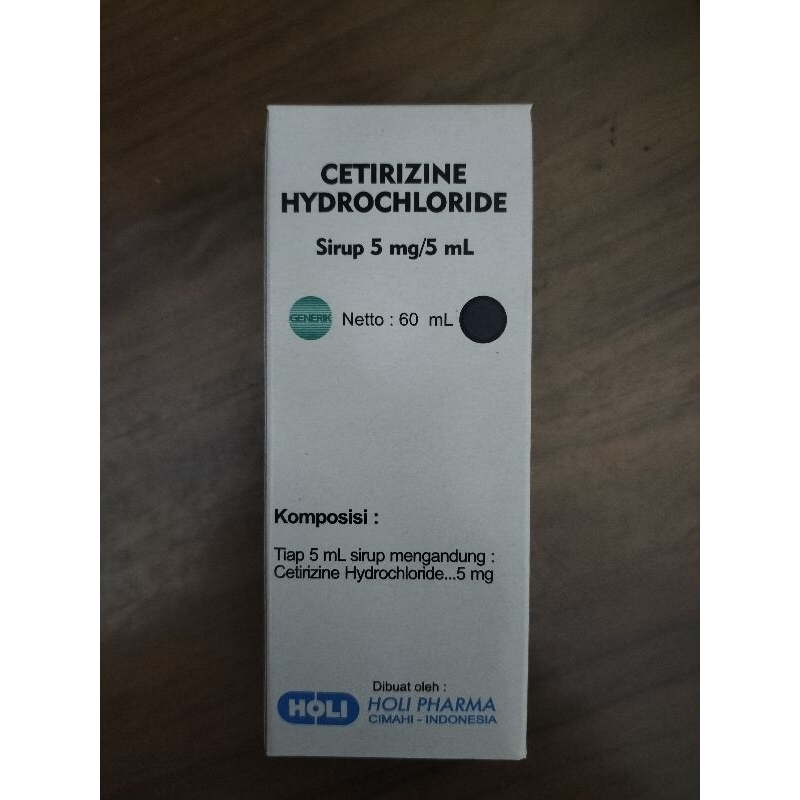 CETIRIZINE
HYDROCHLORIDE
Sirup 5 mg/5 mL
GENERIK
Netto : 60 mL
Komposisi :
Tiap 5 mL sirup mengandung :
Cetirizine Hydrochloride...5 mg
Dibuat oleh :
HOLI
HOLI PHARMA
CIMAHI - INDONESIA